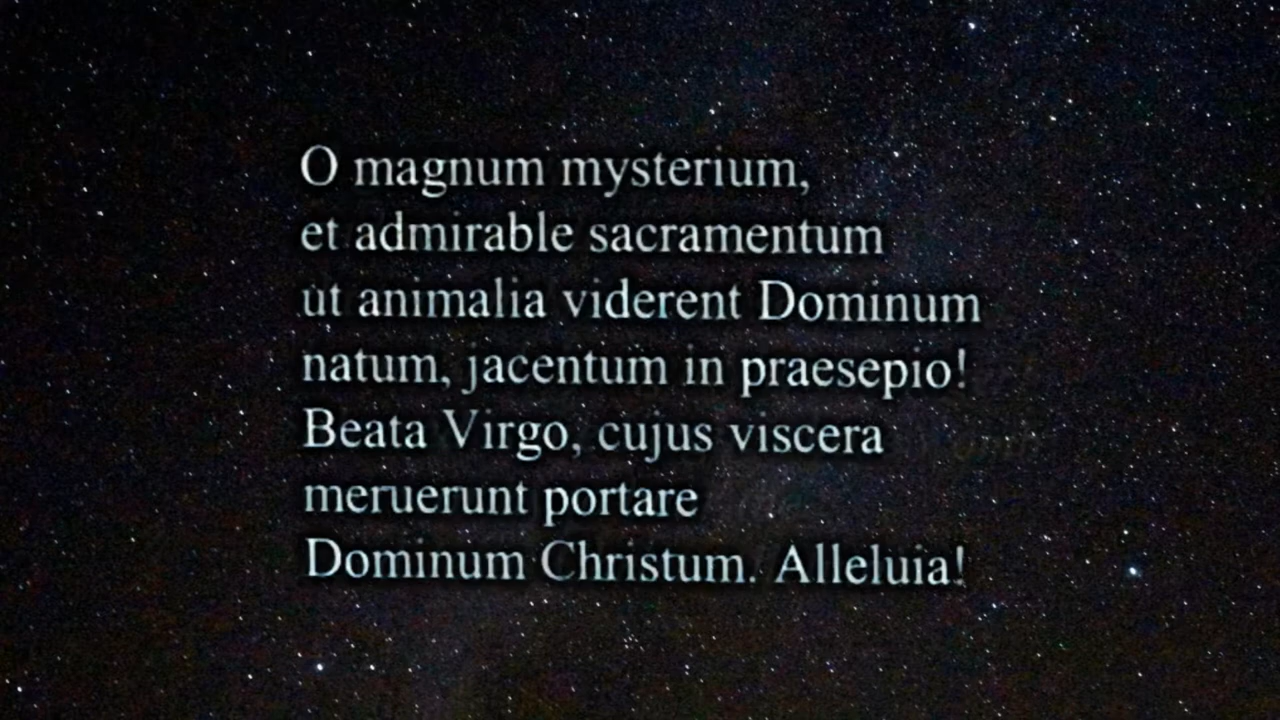 O magnum mysterium,
et admirable sacramentum
ut animalia viderent Dominum
natum, jacentum in praesepio!
Beata Virgo, cujus viscera
meruerunt portare
Dominum Christum. Alleluia!